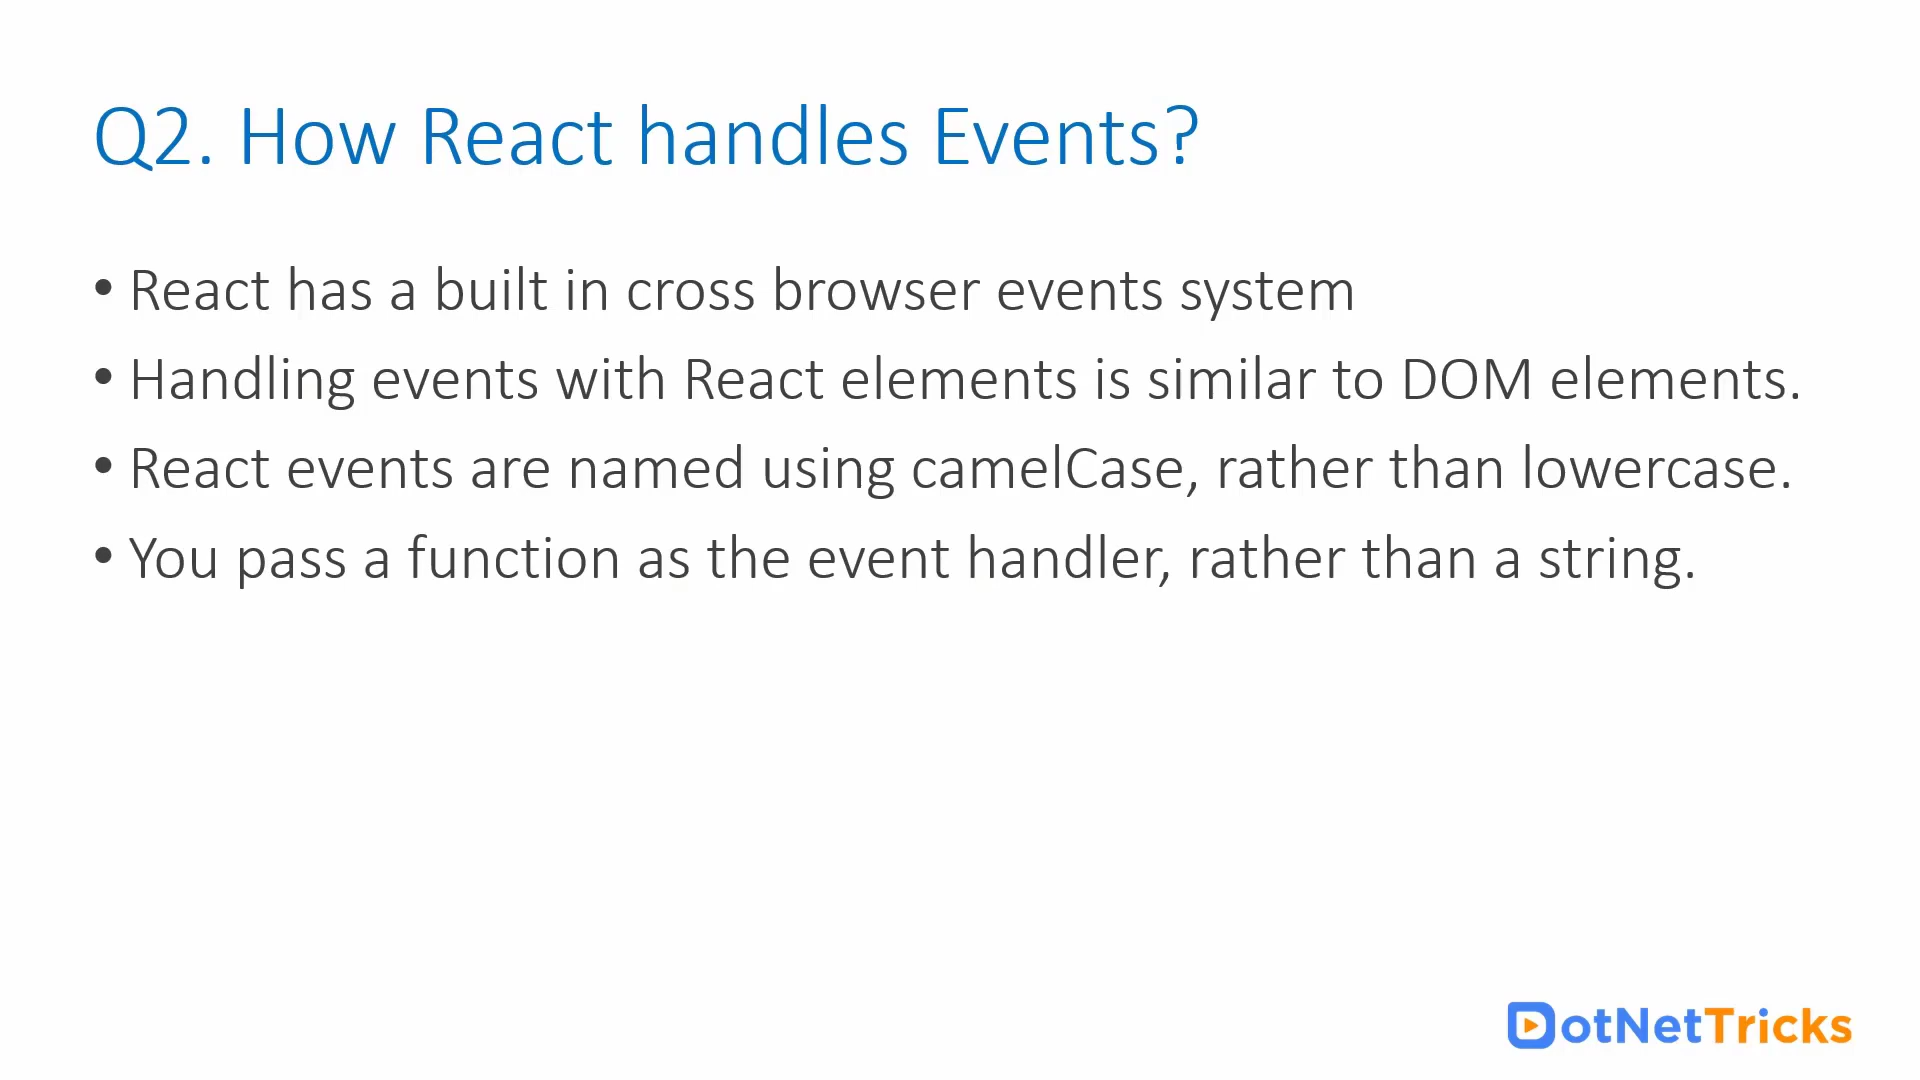 Q2. How React handles Events?
• React has a built in cross browser events system
• Handling events with React elements is similar to DOM elements.
• React events are named using camelCase, rather than lowercase.
• You pass a function as the event handler, rather than a string.
DotNetTricks